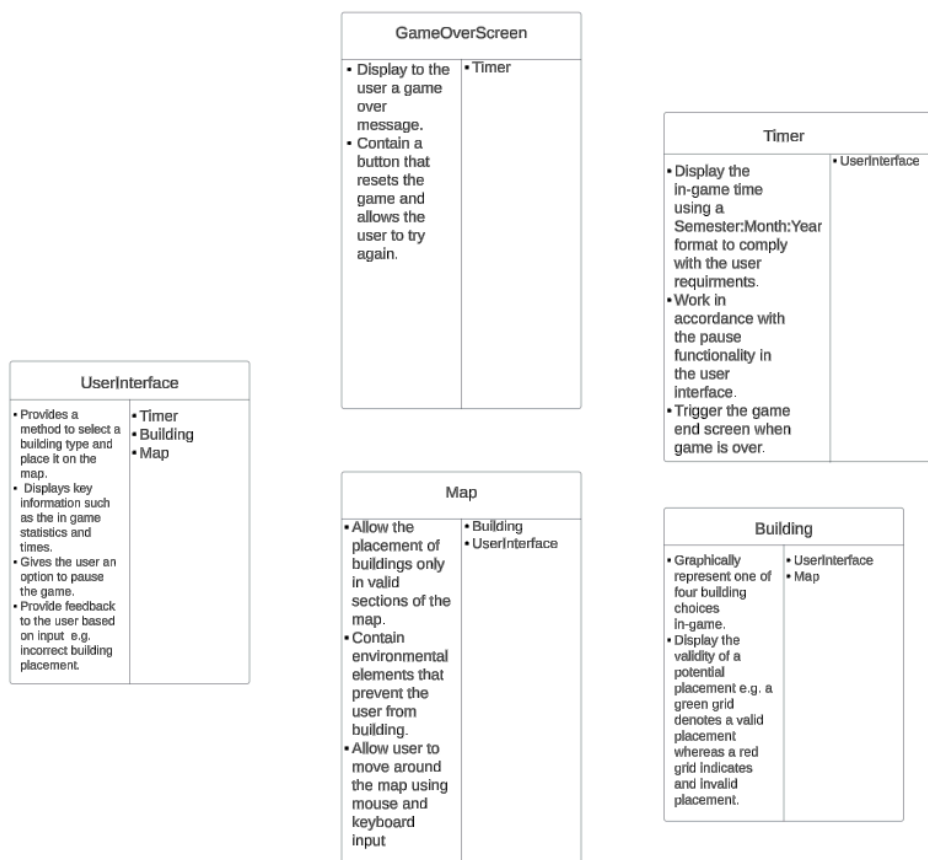 GameOverScreen
▪ Display to the
user a game
over
message.
▪ Contain a
button that
resets the
game and
allows the
user to try
again.
▪ Timer
Timer
▪ Display the
in-game time
using a
Semester:Month:Year
format to comply
with the user
requirments.
▪ Work in
accordance with
the pause
functionality in
the user
interface.
▪ Trigger the game
end screen when
game is over.
▪ UserInterface
UserInterface
▪ Provides a
method to select a
building type and
place it on the
map.
▪ Displays key
information such
as the in game
statistics and
times.
▪ Gives the user an
option to pause
the game.
▪ Provide feedback
to the user based
on input e.g.
incorrect building
placement.
▪ Timer
▪ Building
▪ Map
Map
▪ Allow the
placement of
buildings only
in valid
sections of the
map.
▪ Contain
environmental
elements that
prevent the
user from
building.
▪ Allow user to
move around
the map using
mouse and
keyboard
input
▪ Building
▪ UserInterface
Building
▪ Graphically
represent one of
four building
choices
in-game.
▪ Display the
validity of a
potential
placement e.g. a
green grid
denotes a valid
placement
whereas a red
grid indicates
and invalid
placement.
▪ UserInterface
▪ Map